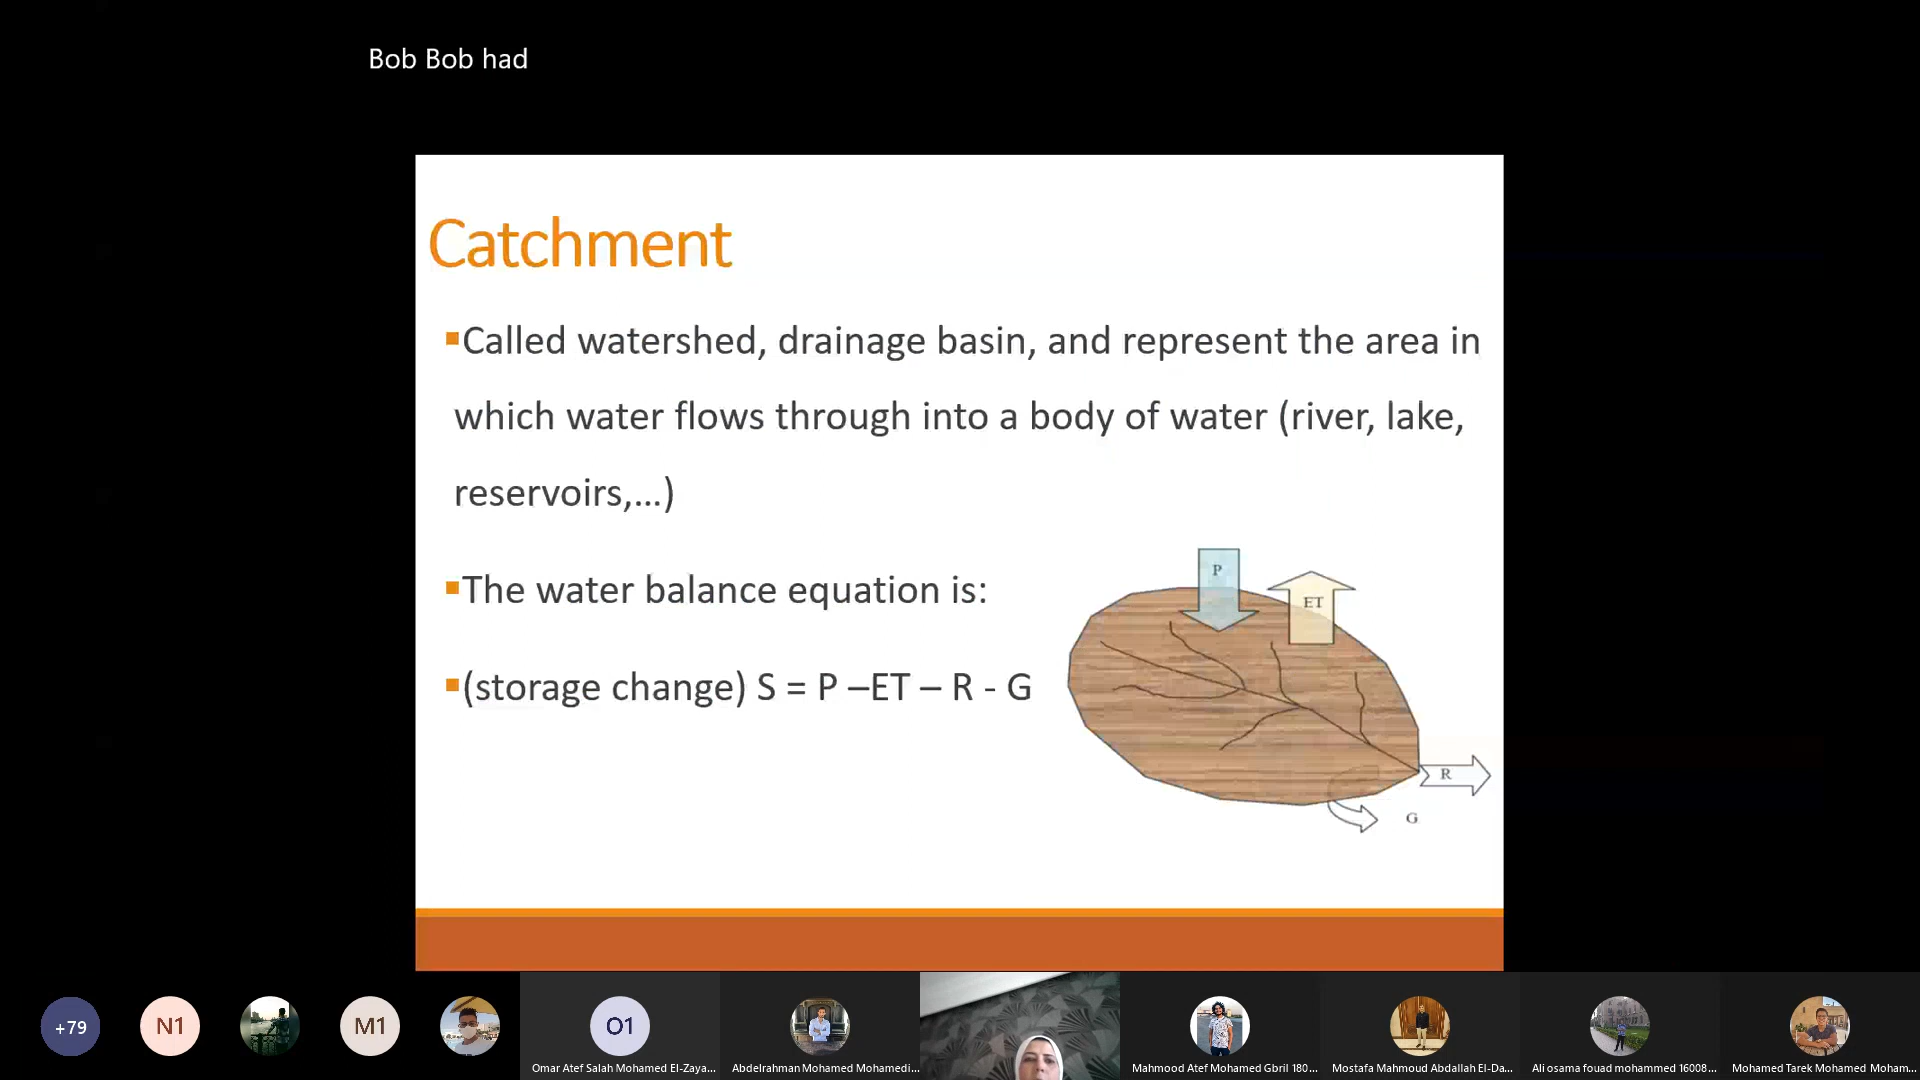 Bob Bob had
Catchment
▪Called watershed, drainage basin, and represent the area in
which water flows through into a body of water (river, lake,
reservoirs,...)
▪The water balance equation is:
▪(storage change) S = P –ET – R - G
P
ET
R
G
+79
N1
M1
O1
Omar Atef Salah Mohamed El-Zaya...
Abdelrahman Mohamed Mohamedi...
Mahmood Atef Mohamed Gbril 180...
Mostafa Mahmoud Abdallah El-Da...
Ali osama fouad mohammed 16008...
Mohamed Tarek Mohamed Moham...